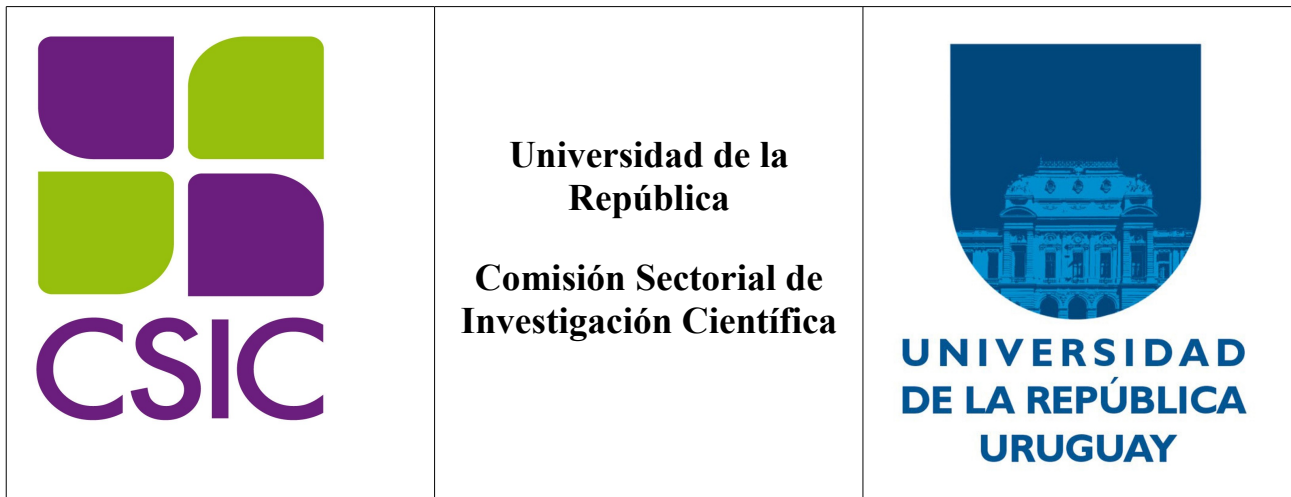 CSIC
Universidad de la
República
Comisión Sectorial de
Investigación Científica
UNIVERSIDAD
DE LA REPÚBLICA
URUGUAY